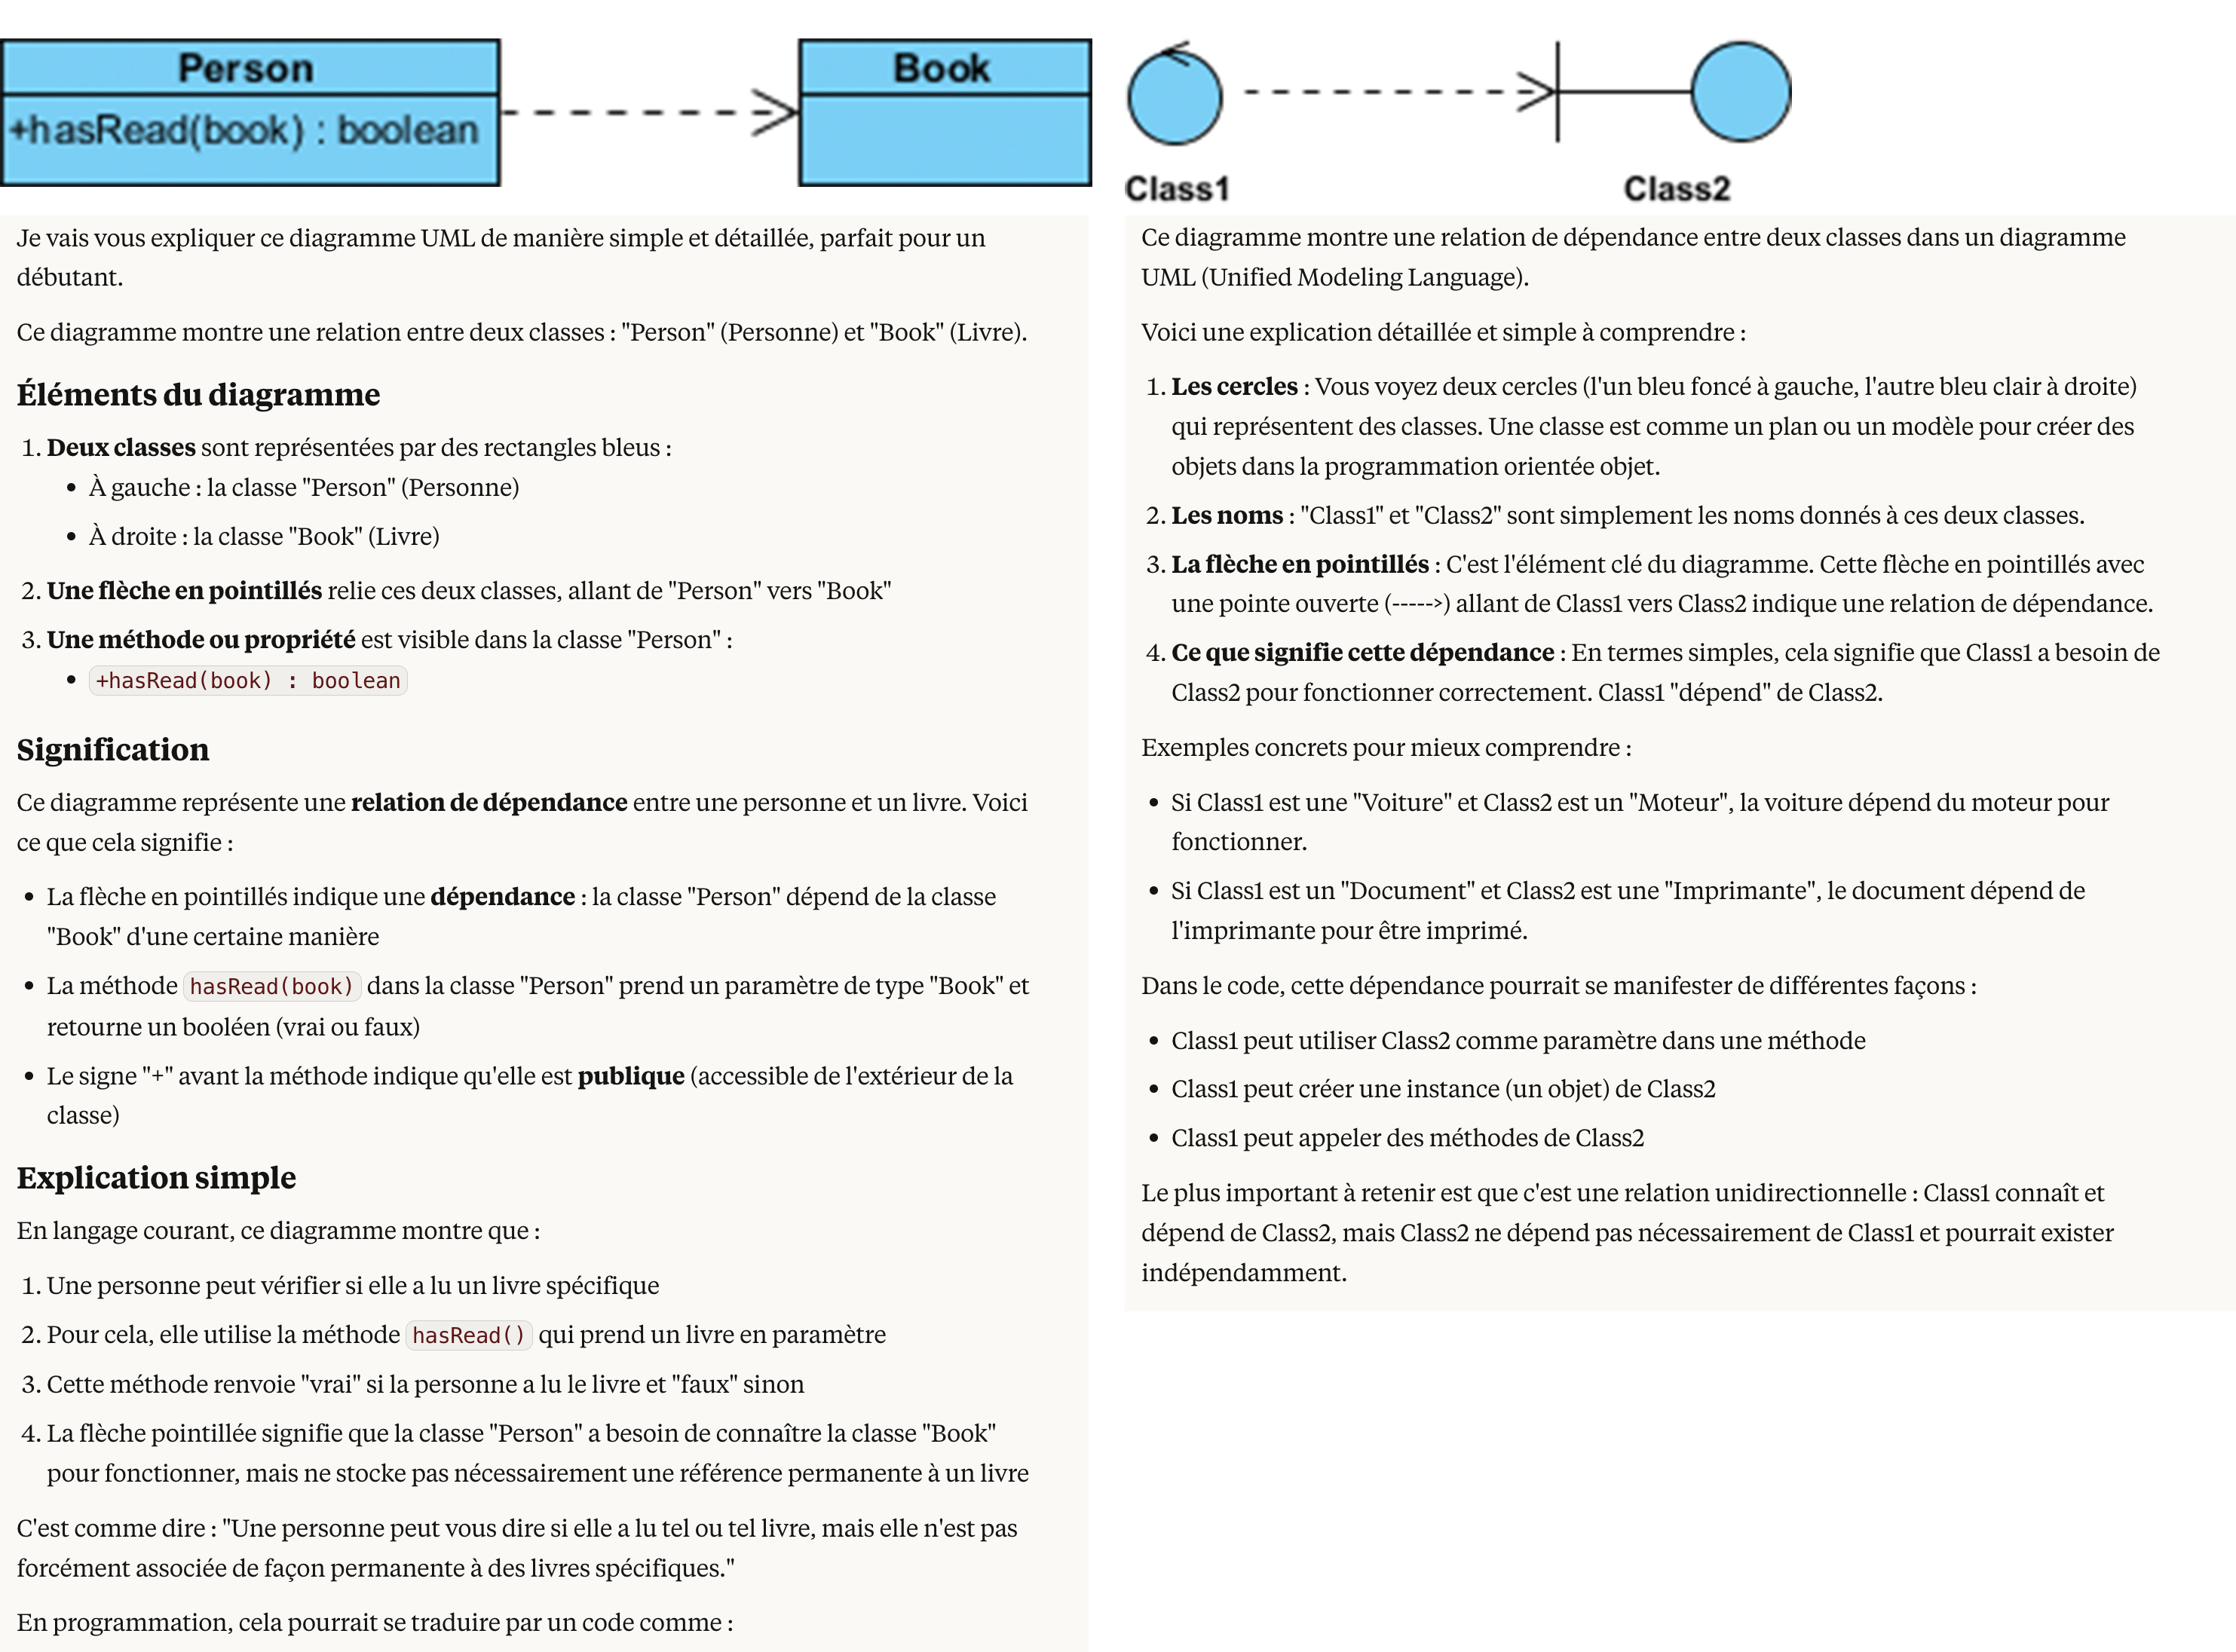 Person
+hasRead(book) : boolean
Book
Je vais vous expliquer ce diagramme UML de manière simple et détaillée, parfait pour un
débutant.
Ce diagramme montre une relation entre deux classes : "Person" (Personne) et "Book" (Livre).
Éléments du diagramme
1. Deux classes sont représentées par des rectangles bleus :
• À gauche : la classe "Person" (Personne)
• À droite : la classe "Book" (Livre)
2. Une flèche en pointillés relie ces deux classes, allant de "Person" vers "Book"
3. Une méthode ou propriété est visible dans la classe "Person" :
• +hasRead(book) : boolean
Signification
Ce diagramme représente une relation de dépendance entre une personne et un livre. Voici
ce que cela signifie :
• La flèche en pointillés indique une dépendance : la classe "Person" dépend de la classe
"Book" d'une certaine manière
• La méthode hasRead(book) dans la classe "Person" prend un paramètre de type "Book" et
retourne un booléen (vrai ou faux)
• Le signe "+" avant la méthode indique qu'elle est publique (accessible de l'extérieur de la
classe)
Explication simple
En langage courant, ce diagramme montre que :
1. Une personne peut vérifier si elle a lu un livre spécifique
2. Pour cela, elle utilise la méthode hasRead() qui prend un livre en paramètre
3. Cette méthode renvoie "vrai" si la personne a lu le livre et "faux" sinon
4. La flèche pointillée signifie que la classe "Person" a besoin de connaître la classe "Book"
pour fonctionner, mais ne stocke pas nécessairement une référence permanente à un livre
C'est comme dire : "Une personne peut vous dire si elle a lu tel ou tel livre, mais elle n'est pas
forcément associée de façon permanente à des livres spécifiques."
En programmation, cela pourrait se traduire par un code comme :
Class1
Class2
Ce diagramme montre une relation de dépendance entre deux classes dans un diagramme
UML (Unified Modeling Language).
Voici une explication détaillée et simple à comprendre :
1. Les cercles : Vous voyez deux cercles (l'un bleu foncé à gauche, l'autre bleu clair à droite)
qui représentent des classes. Une classe est comme un plan ou un modèle pour créer des
objets dans la programmation orientée objet.
2. Les noms : "Class1" et "Class2" sont simplement les noms donnés à ces deux classes.
3. La flèche en pointillés : C'est l'élément clé du diagramme. Cette flèche en pointillés avec
une pointe ouverte (----->) allant de Class1 vers Class2 indique une relation de dépendance.
4. Ce que signifie cette dépendance : En termes simples, cela signifie que Class1 a besoin de
Class2 pour fonctionner correctement. Class1 "dépend" de Class2.
Exemples concrets pour mieux comprendre :
• Si Class1 est une "Voiture" et Class2 est un "Moteur", la voiture dépend du moteur pour
fonctionner.
• Si Class1 est un "Document" et Class2 est une "Imprimante", le document dépend de
l'imprimante pour être imprimé.
Dans le code, cette dépendance pourrait se manifester de différentes façons :
• Class1 peut utiliser Class2 comme paramètre dans une méthode
• Class1 peut créer une instance (un objet) de Class2
• Class1 peut appeler des méthodes de Class2
Le plus important à retenir est que c'est une relation unidirectionnelle : Class1 connaît et
dépend de Class2, mais Class2 ne dépend pas nécessairement de Class1 et pourrait exister
indépendamment.